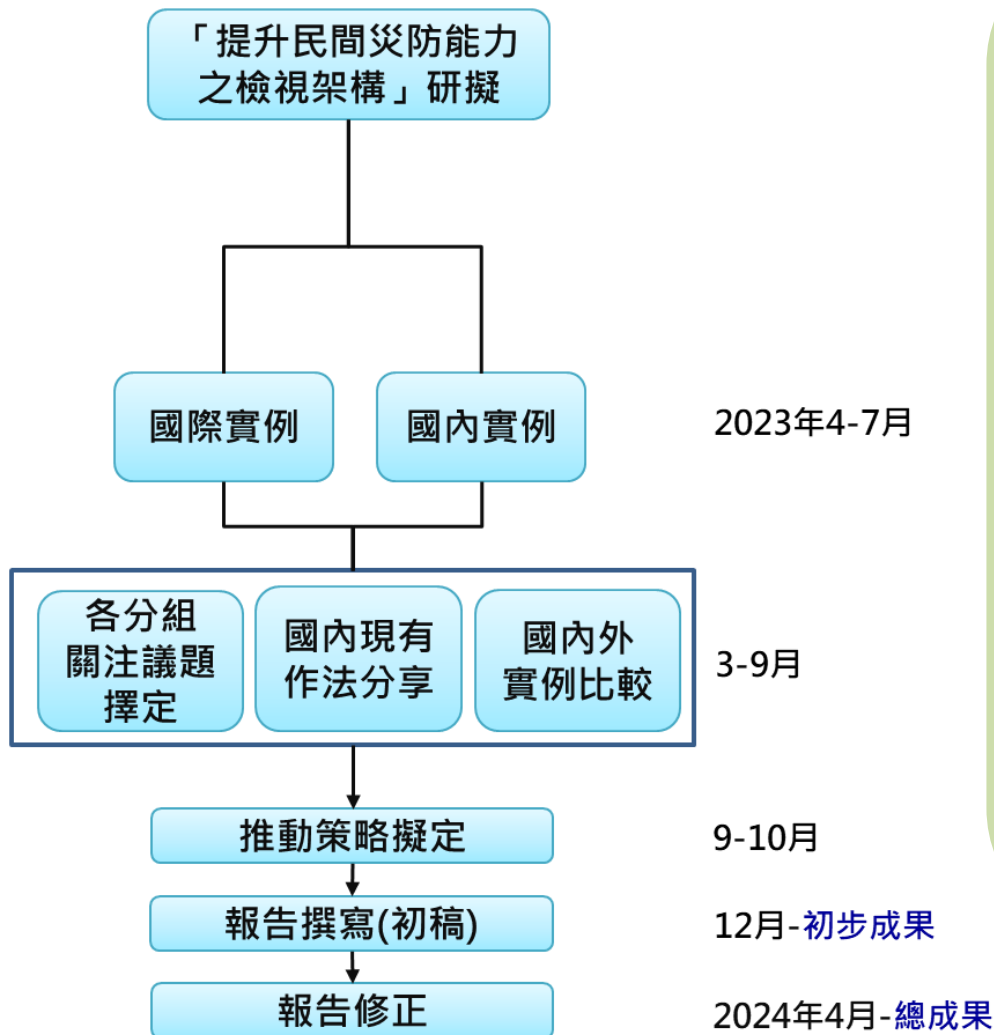 「提升民間災防能力
之檢視架構」研擬
國際實例
國內實例
2023年4-7月
各分組
關注議題
擇定
國內現有
作法分享
國內外
實例比較
3-9月
推動策略擬定
9-10月
報告撰寫(初稿)
12月-初步成果
報告修正
2024年4月-總成果